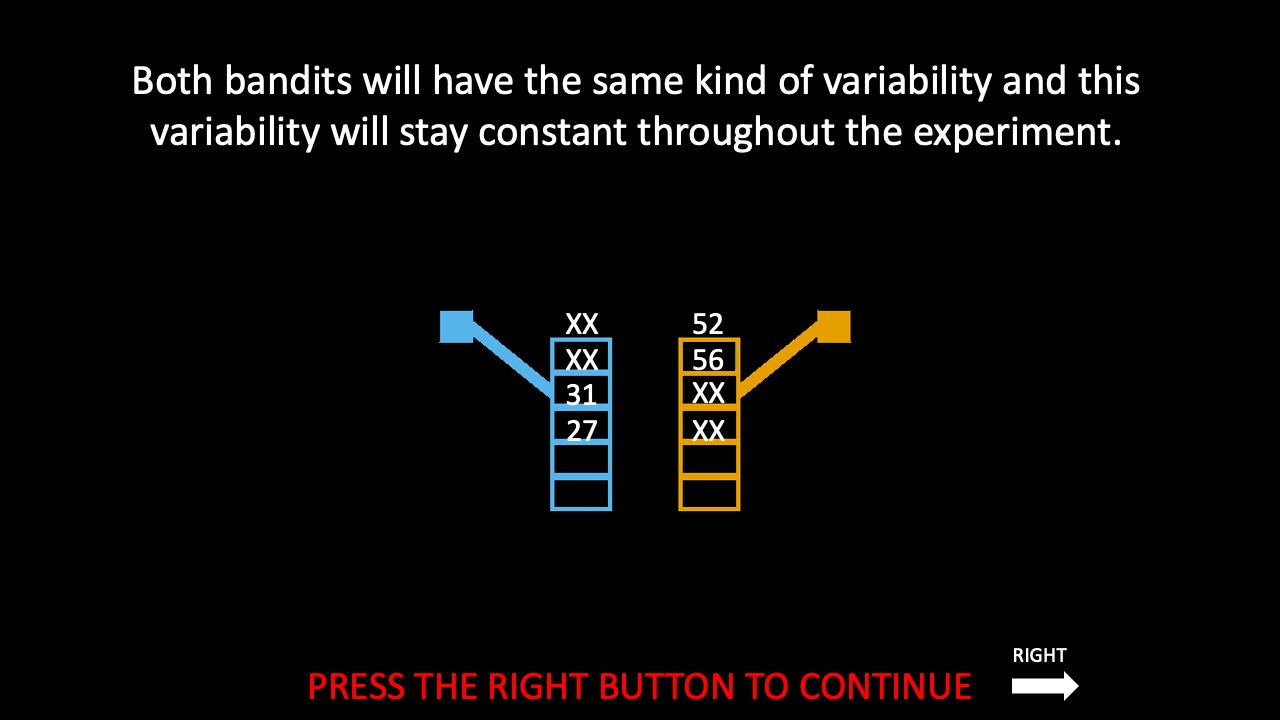 Both bandits will have the same kind of variability and this
variability will stay constant throughout the experiment.
XX 52
XX 56
31 XX
27 XX
RIGHT
PRESS THE RIGHT BUTTON TO CONTINUE